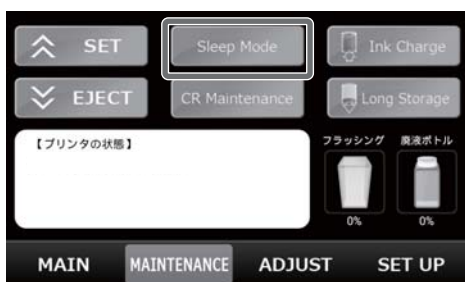 SET
Sleep Mode
Ink Charge
EJECT
CR Maintenance
Long Storage
【プリンタの状態】
フラッシング
廃液ボトル
0%
0%
MAIN
MAINTENANCE
ADJUST
SET UP